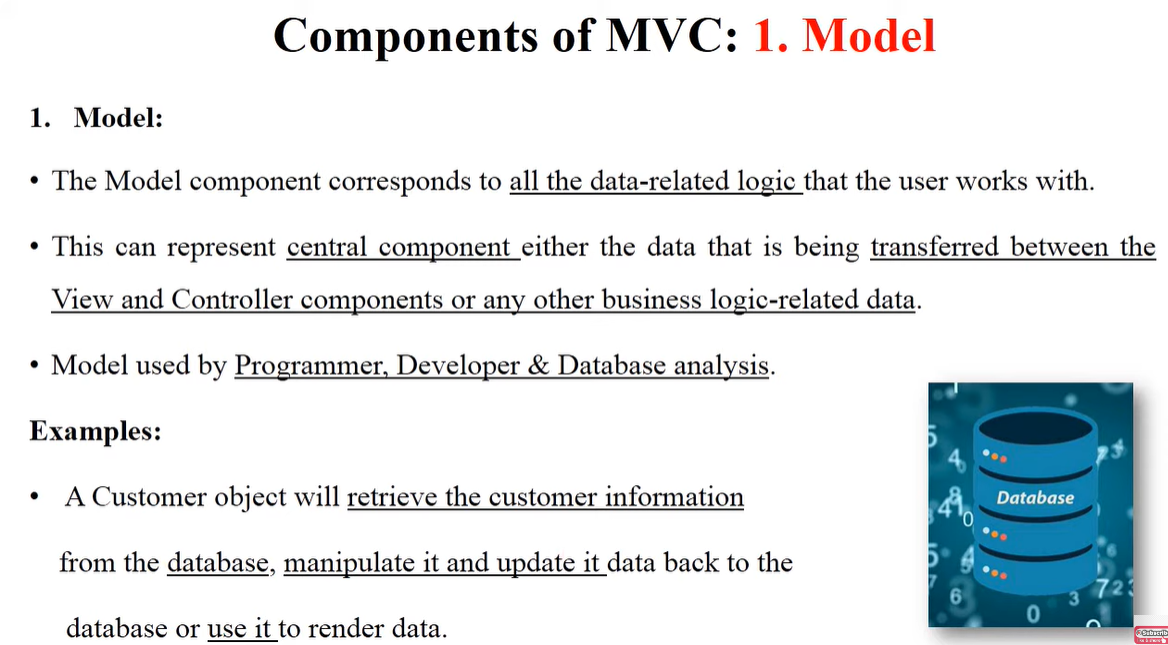 Components of MVC: 1. Model
1. Model:
• The Model component corresponds to all the data-related logic that the user works with.
• This can represent central component either the data that is being transferred between the
View and Controller components or any other business logic-related data.
• Model used by Programmer, Developer & Database analysis.
Examples:
• A Customer object will retrieve the customer information
from the database, manipulate it and update it data back to the
database or use it to render data.
Database